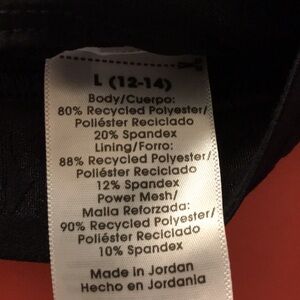 L (12-14)
Body/Cuerpo:
80% Recycled Polyester/
Poliéster Reciclado
20% Spandex
Lining/Forro:
88% Recycled Polyester/
Poliéster Reciclado
12% Spandex
Power Mesh/
Malla Reforzada:
90% Recycled Polyester/
Poliéster Reciclado
10% Spandex
Made in Jordan
Hecho en Jordania